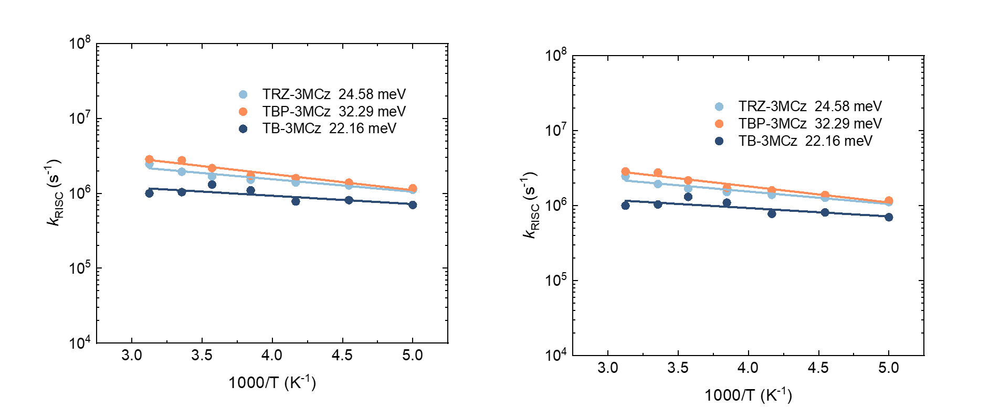 10^8
10^7
10^6
10^5
10^4
k_RISC (s^-1)
TRZ-3MCz 24.58 meV
TBP-3MCz 32.29 meV
TB-3MCz 22.16 meV
3.0 3.5 4.0 4.5 5.0
1000/T (K^-1)
10^8
10^7
10^6
10^5
10^4
k_RISC (s^-1)
TRZ-3MCz 24.58 meV
TBP-3MCz 32.29 meV
TB-3MCz 22.16 meV
3.0 3.5 4.0 4.5 5.0
1000/T (K^-1)